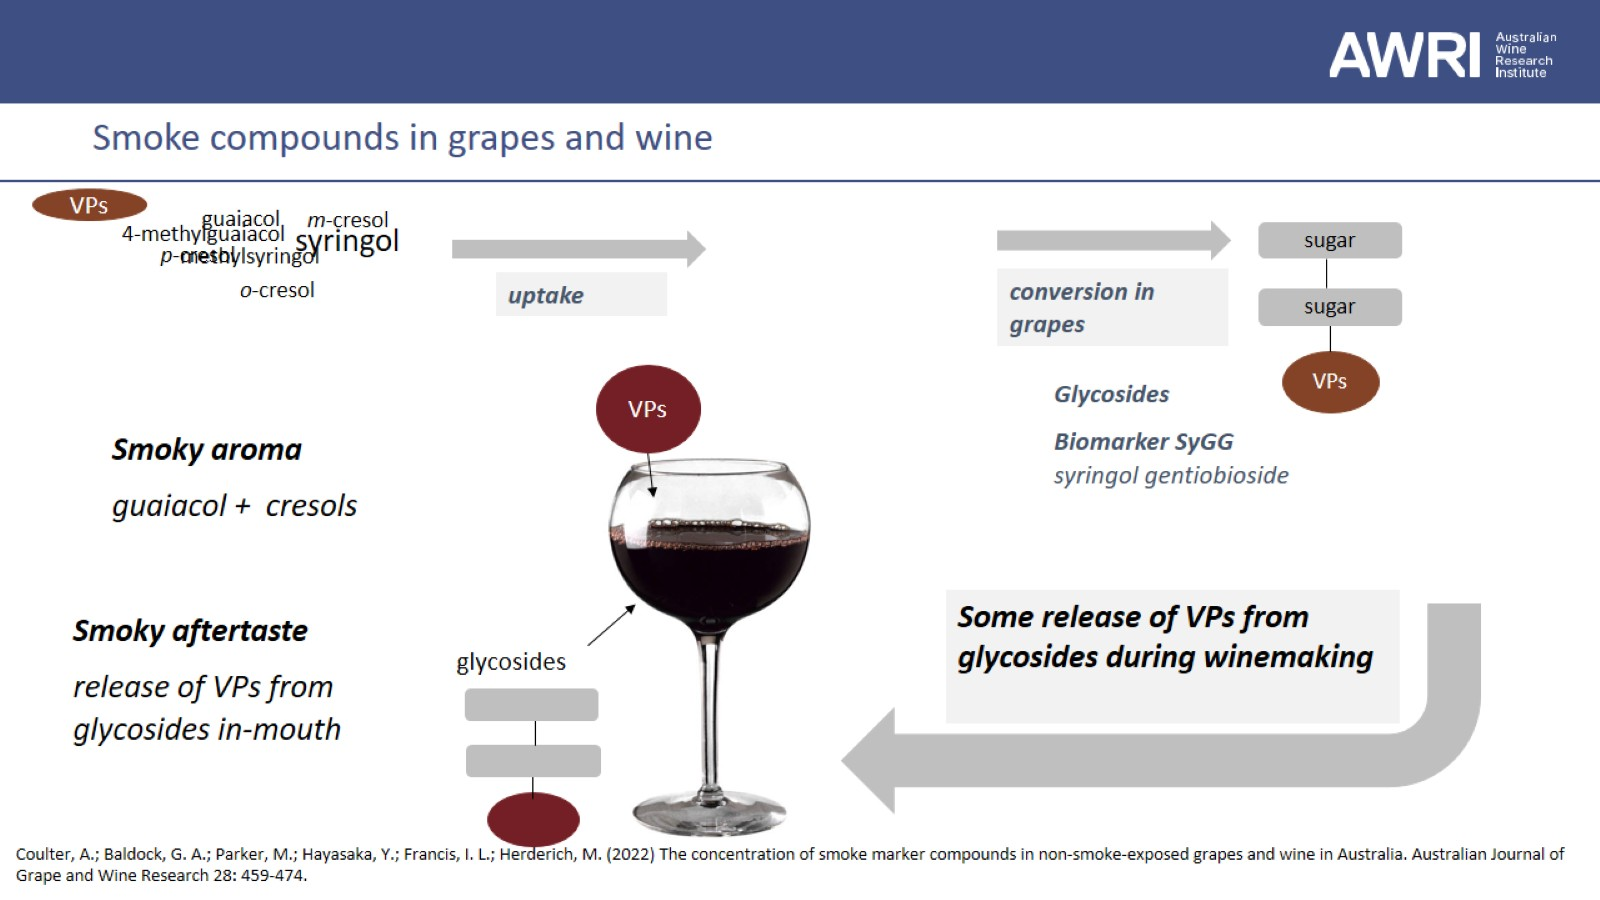 AWRI
Australian
Wine
Research
Institute
Smoke compounds in grapes and wine
VPs
guaiacol
m-cresol
4-methylguaiacol
syringol
p-cresol
methylsyringol
o-cresol
uptake
conversion in
grapes
sugar
sugar
VPs
Glycosides
Biomarker SyGG
syringol gentiobioside
VPs
Smoky aroma
guaiacol + cresols
Smoky aftertaste
release of VPs from
glycosides in-mouth
glycosides
Some release of VPs from
glycosides during winemaking
Coulter, A.; Baldock, G. A.; Parker, M.; Hayasaka, Y.; Francis, I. L.; Herderich, M. (2022) The concentration of smoke marker compounds in non-smoke-exposed grapes and wine in Australia. Australian Journal of
Grape and Wine Research 28: 459-474.